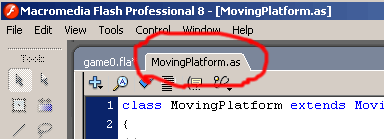 Macromedia Flash Professional 8 - [MovingPlatform.as]
File Edit View Tools Control Window Help
Tools
game0.fla*
MovingPlatform.as
1 class MovingPlatform extends Movi
2 {